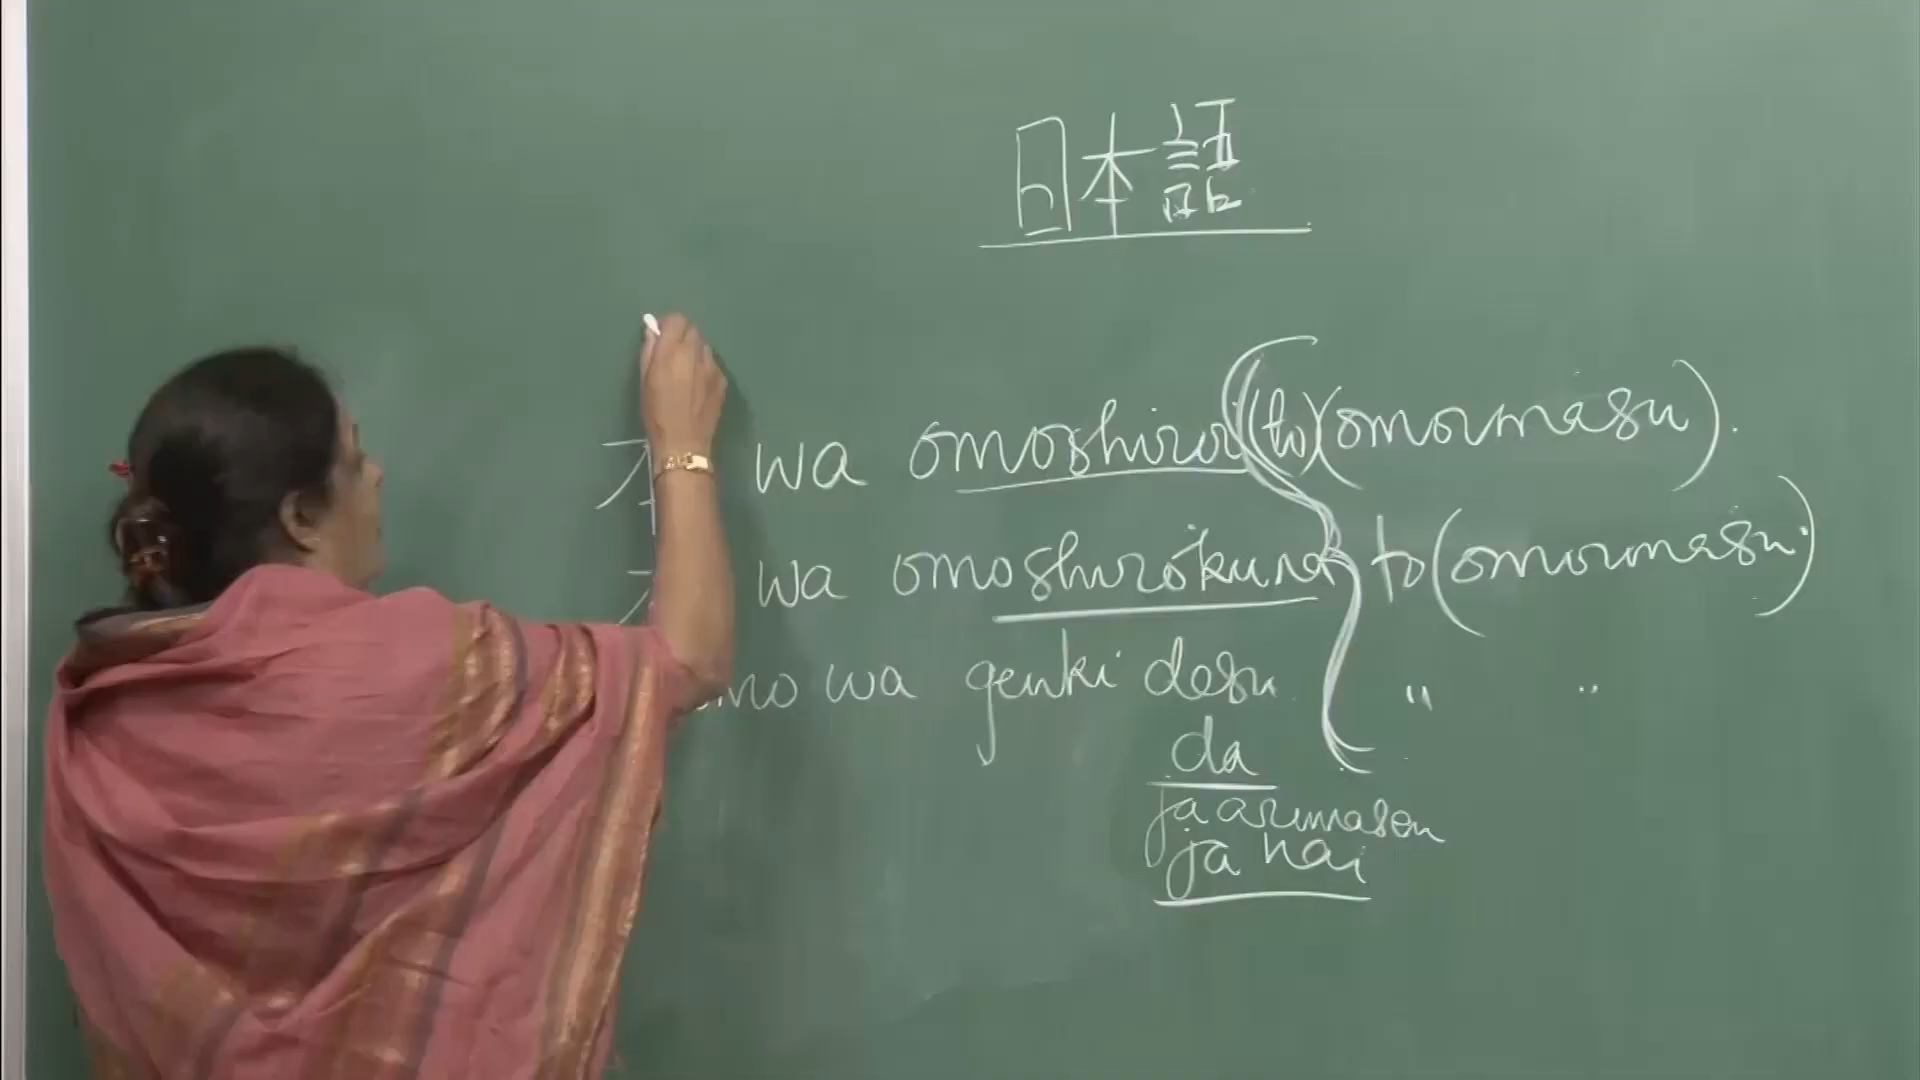 日本語
本 wa omoshiroi (to) (omoimasu).
wa omoshirokunai to (omoimasu.)
mo wa genki desu " "
da
ja arimasen
ja nai